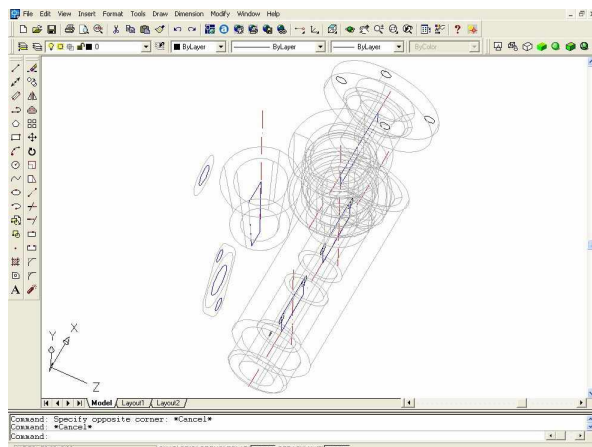 File Edit View Insert Format Tools Draw Dimension Modify Window Help
0 ByLayer ByLayer ByLayer ByColor
Y
X
Z
Model Layout1 Layout2
Command: Specify opposite corner: *Cancel*
Command: *Cancel*
Command: